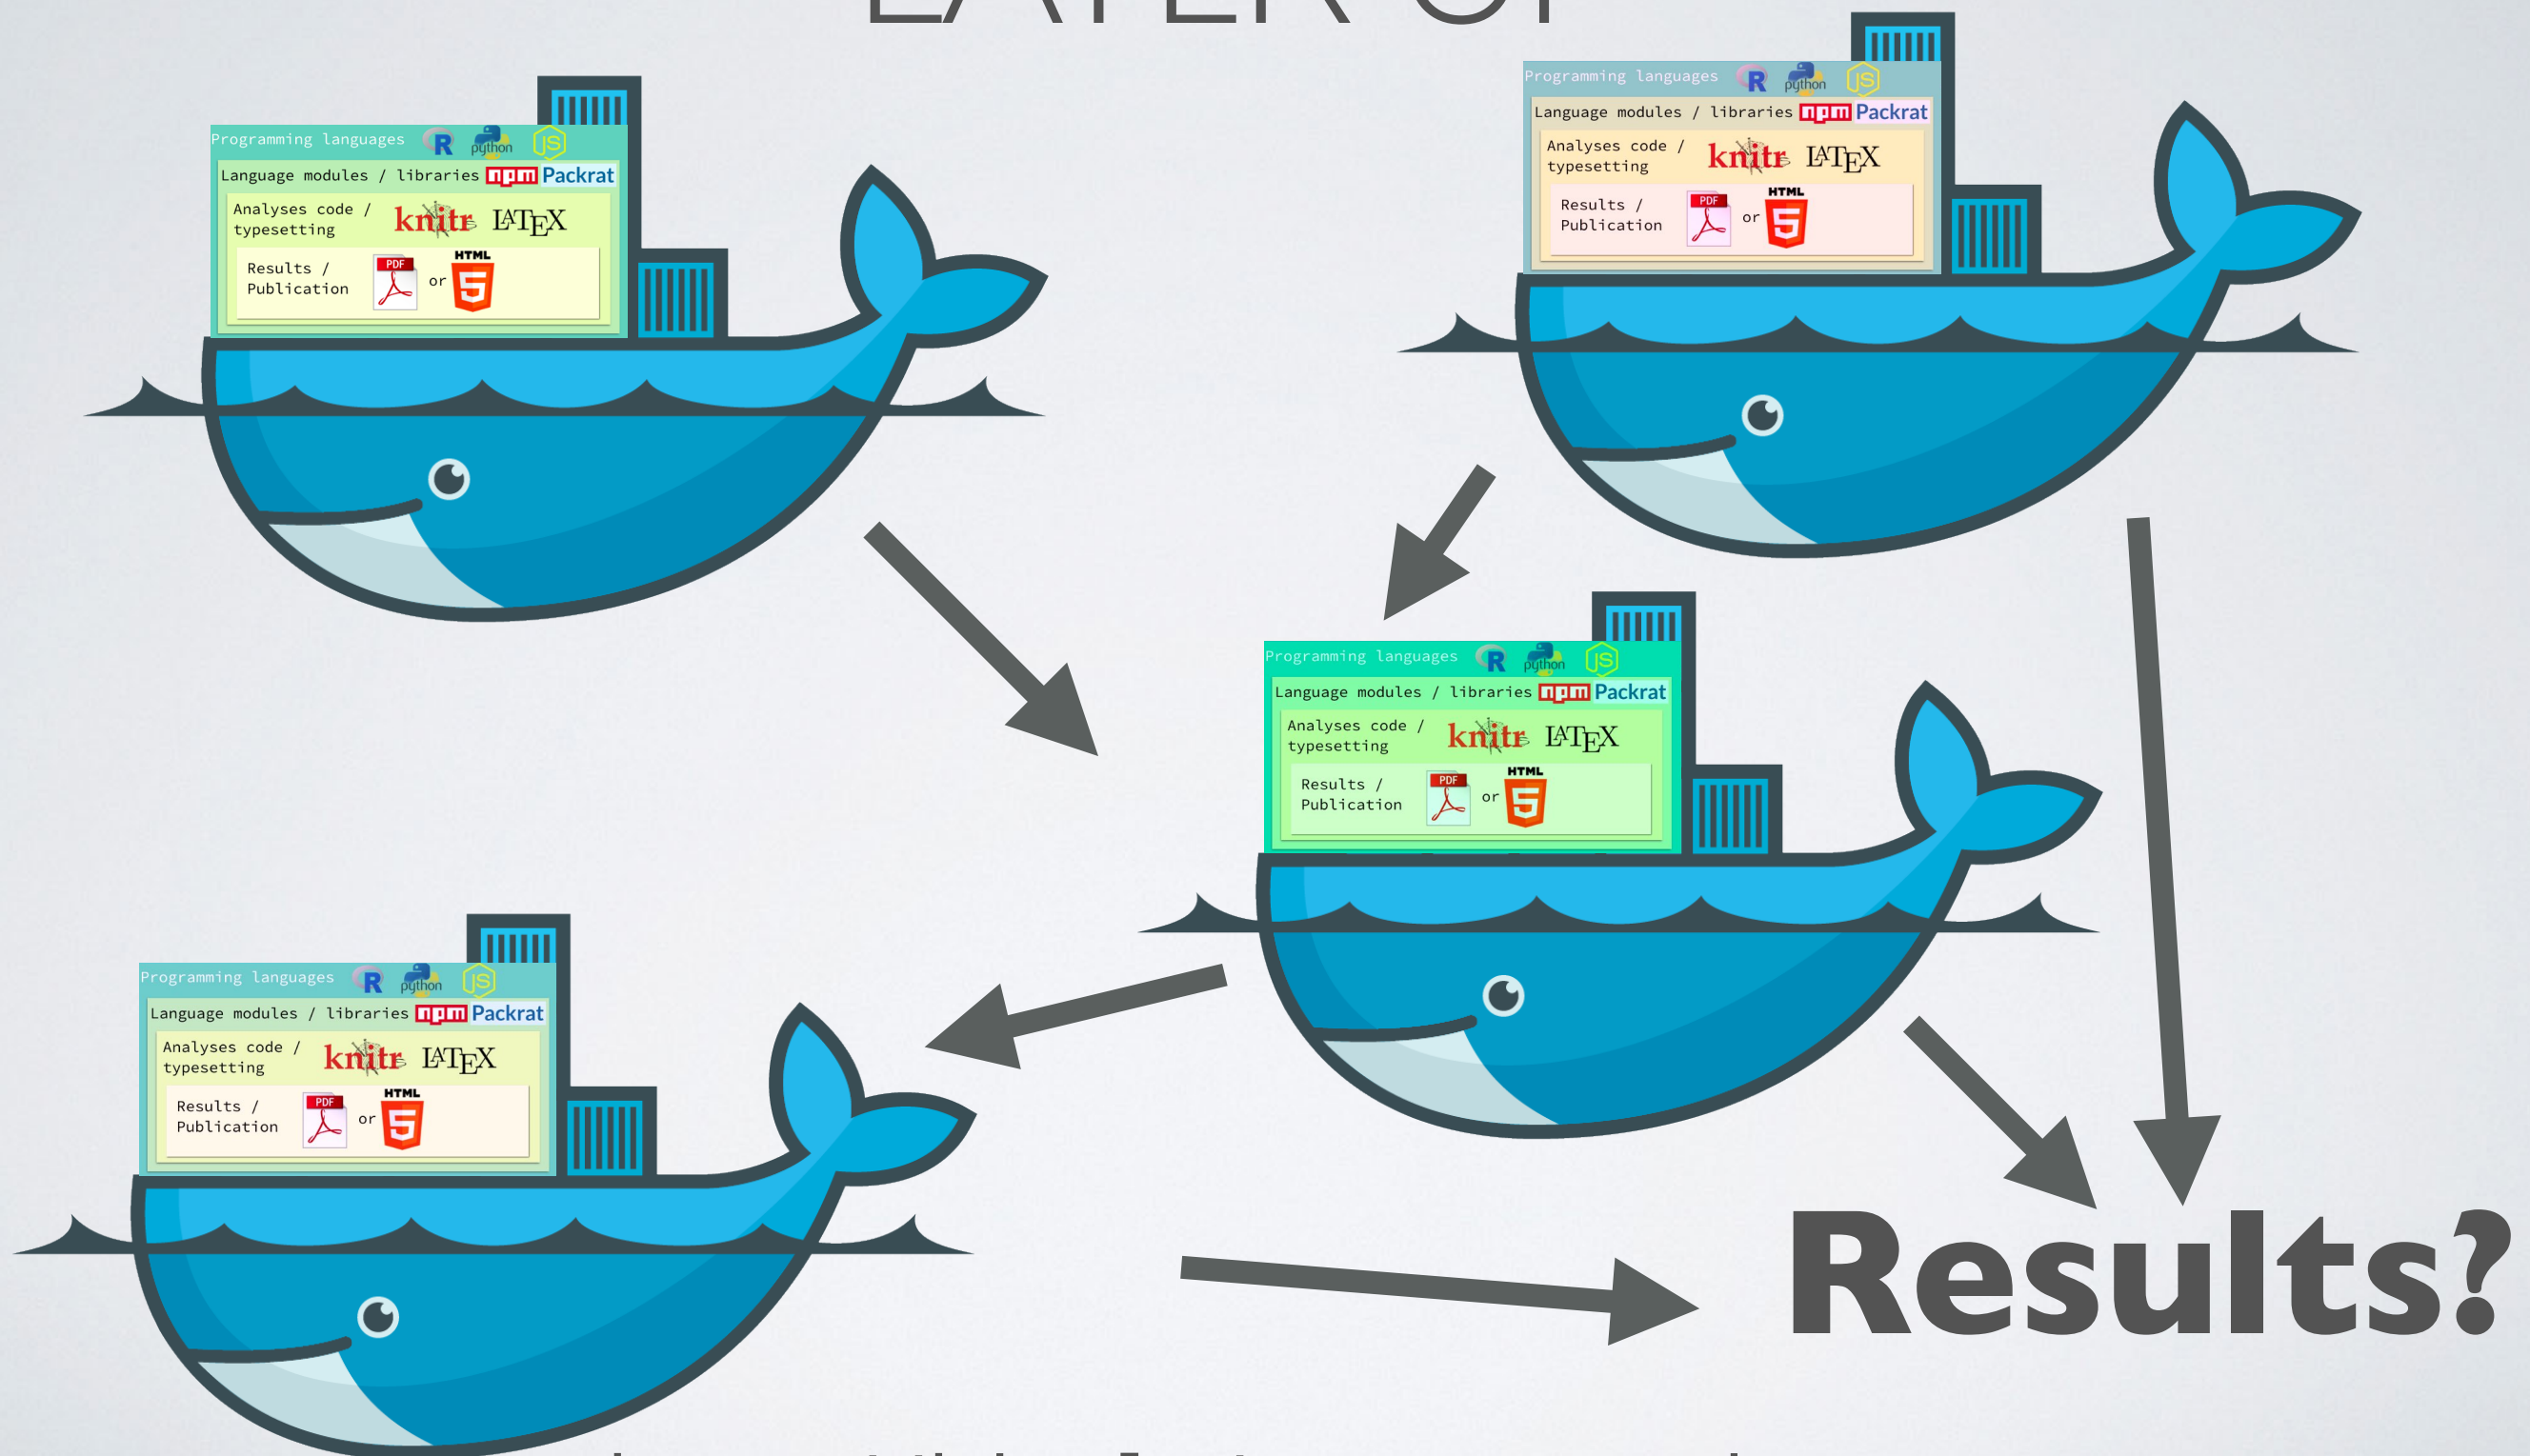 LAYER OF
Programming languages R python JS
Language modules / libraries npm Packrat
Analyses code /
typesetting knitr LATEX
Results /
Publication PDF or HTML 5
Programming languages R python JS
Language modules / libraries npm Packrat
Analyses code /
typesetting knitr LATEX
Results /
Publication PDF or HTML 5
Programming languages R python JS
Language modules / libraries npm Packrat
Analyses code /
typesetting knitr LATEX
Results /
Publication PDF or HTML 5
Programming languages R python JS
Language modules / libraries npm Packrat
Analyses code /
typesetting knitr LATEX
Results /
Publication PDF or HTML 5
Results?